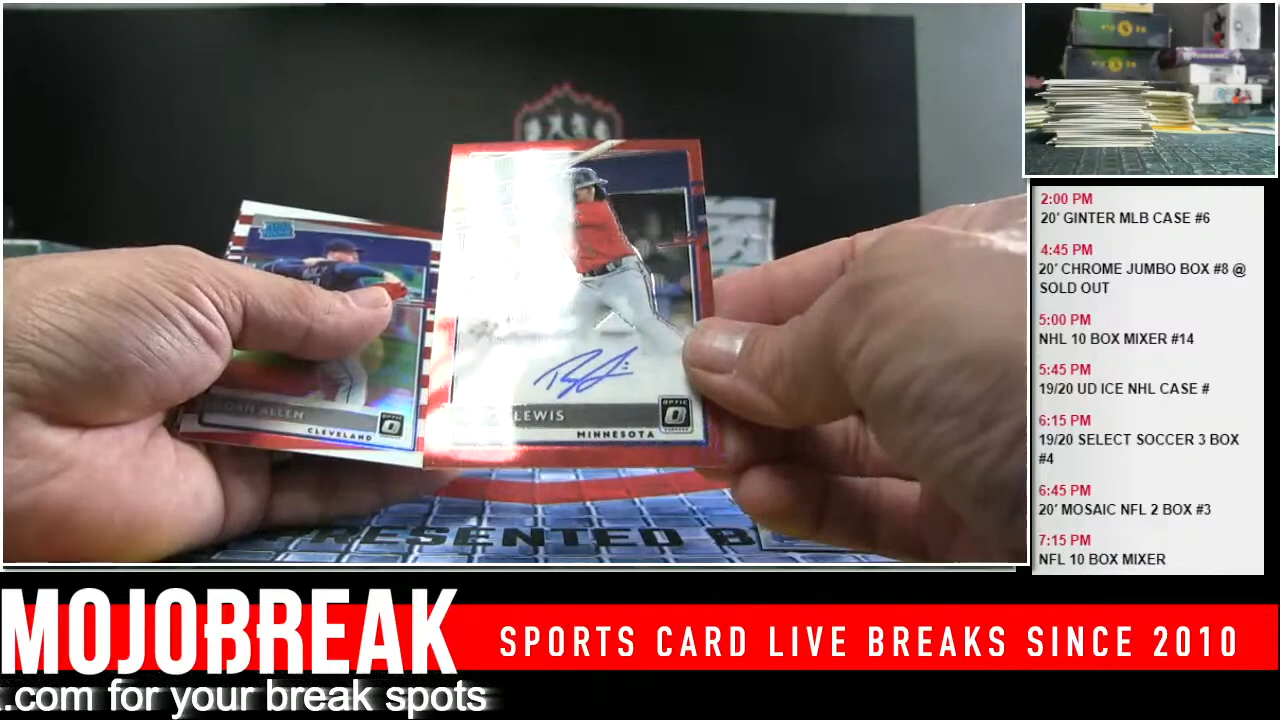 OPTIC
LEWIS
MINNESOTA
ALLEN
CLEVELAND
OPTIC
PRESENTED B
2:00 PM
20' GINTER MLB CASE #6
4:45 PM
20' CHROME JUMBO BOX #8 @
SOLD OUT
5:00 PM
NHL 10 BOX MIXER #14
5:45 PM
19/20 UD ICE NHL CASE #
6:15 PM
19/20 SELECT SOCCER 3 BOX
#4
6:45 PM
20' MOSAIC NFL 2 BOX #3
7:15 PM
NFL 10 BOX MIXER
MOJOBREAK
SPORTS CARD LIVE BREAKS SINCE 2010
k.com for your break spots